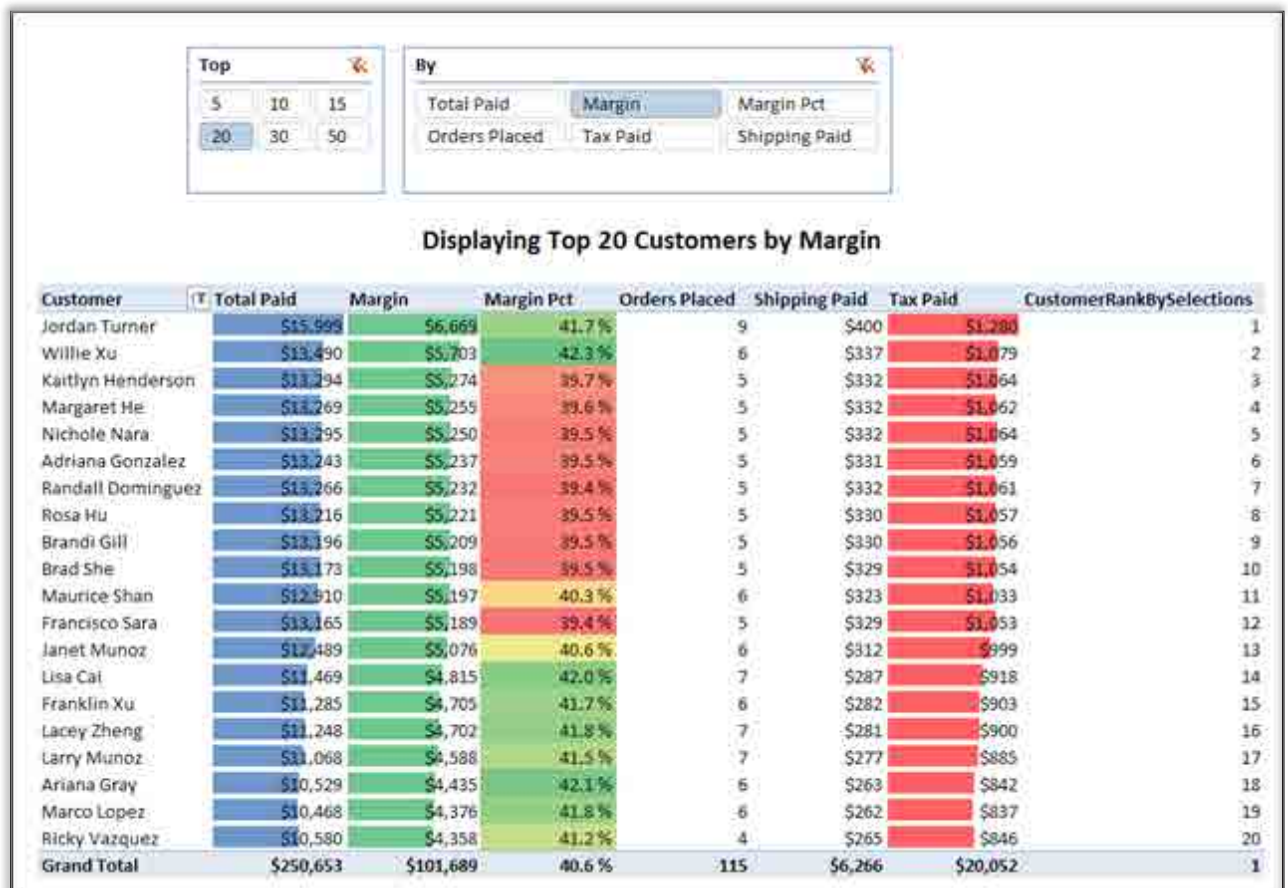 Top
5 10 15
20 30 50
By
Total Paid Margin Margin Pct
Orders Placed Tax Paid Shipping Paid
Displaying Top 20 Customers by Margin
Customer Total Paid Margin Margin Pct Orders Placed Shipping Paid Tax Paid CustomerRankBySelections
Jordan Turner $15,999 $6,669 41.7 % 9 $400 $1,280 1
Willie Xu $13,490 $5,703 42.3 % 6 $337 $1,079 2
Kaitlyn Henderson $13,294 $5,274 39.7 % 5 $332 $1,064 3
Margaret He $13,269 $5,255 39.6 % 5 $332 $1,062 4
Nichole Nara $13,295 $5,250 39.5 % 5 $332 $1,064 5
Adriana Gonzalez $13,243 $5,237 39.5 % 5 $331 $1,059 6
Randall Dominguez $13,266 $5,232 39.4 % 5 $332 $1,061 7
Rosa Hu $13,216 $5,221 39.5 % 5 $330 $1,057 8
Brandi Gill $13,196 $5,209 39.5 % 5 $330 $1,056 9
Brad She $13,173 $5,198 39.5 % 5 $329 $1,054 10
Maurice Shan $12,910 $5,197 40.3 % 6 $323 $1,033 11
Francisco Sara $13,165 $5,189 39.4 % 5 $329 $1,053 12
Janet Munoz $12,489 $5,076 40.6 % 6 $312 $999 13
Lisa Cai $11,469 $4,815 42.0 % 7 $287 $918 14
Franklin Xu $11,285 $4,705 41.7 % 6 $282 $903 15
Lacey Zheng $11,248 $4,702 41.8 % 7 $281 $900 16
Larry Munoz $11,068 $4,588 41.5 % 7 $277 $885 17
Ariana Gray $10,529 $4,435 42.1 % 6 $263 $842 18
Marco Lopez $10,468 $4,376 41.8 % 6 $262 $837 19
Ricky Vazquez $10,580 $4,358 41.2 % 4 $265 $846 20
Grand Total $250,653 $101,689 40.6 % 115 $6,266 $20,052 1